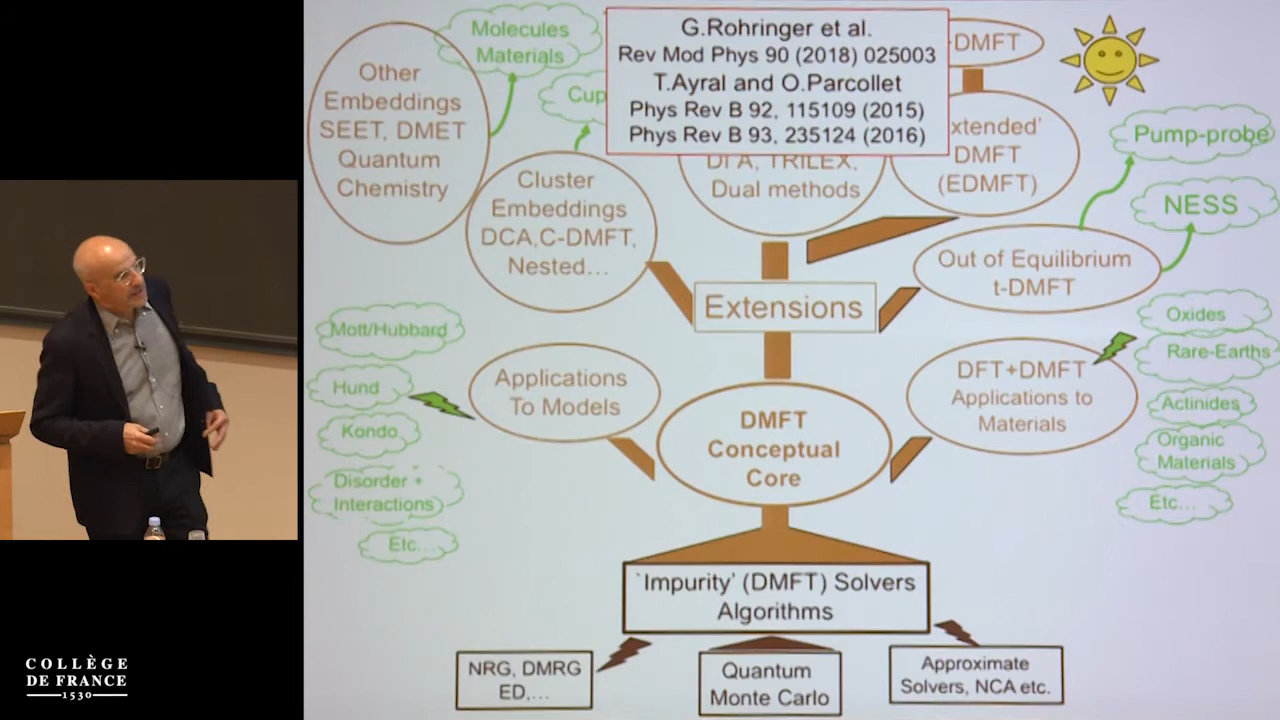 G.Rohringer et al.
Rev Mod Phys 90 (2018) 025003
T.Ayral and O.Parcollet
Phys Rev B 92, 115109 (2015)
Phys Rev B 93, 235124 (2016)
Molecules
Materials
Cup
-DMFT
Other
Embeddings
SEET, DMET
Quantum
Chemistry
xtended'
DMFT
(EDMFT)
Pump-probe
TRILEX,
Dual methods
Cluster
Embeddings
DCA,C-DMFT,
Nested...
NESS
Out of Equilibrium
t-DMFT
Extensions
Mott/Hubbard
Hund
Kondo
Disorder +
Interactions
Etc...
Applications
To Models
DMFT
Conceptual
Core
DFT+DMFT
Applications to
Materials
Oxides
Rare-Earths
Actinides
Organic
Materials
Etc...
`Impurity' (DMFT) Solvers
Algorithms
NRG, DMRG
ED,...
Quantum
Monte Carlo
Approximate
Solvers, NCA etc.
COLLÈGE
DE FRANCE
1530